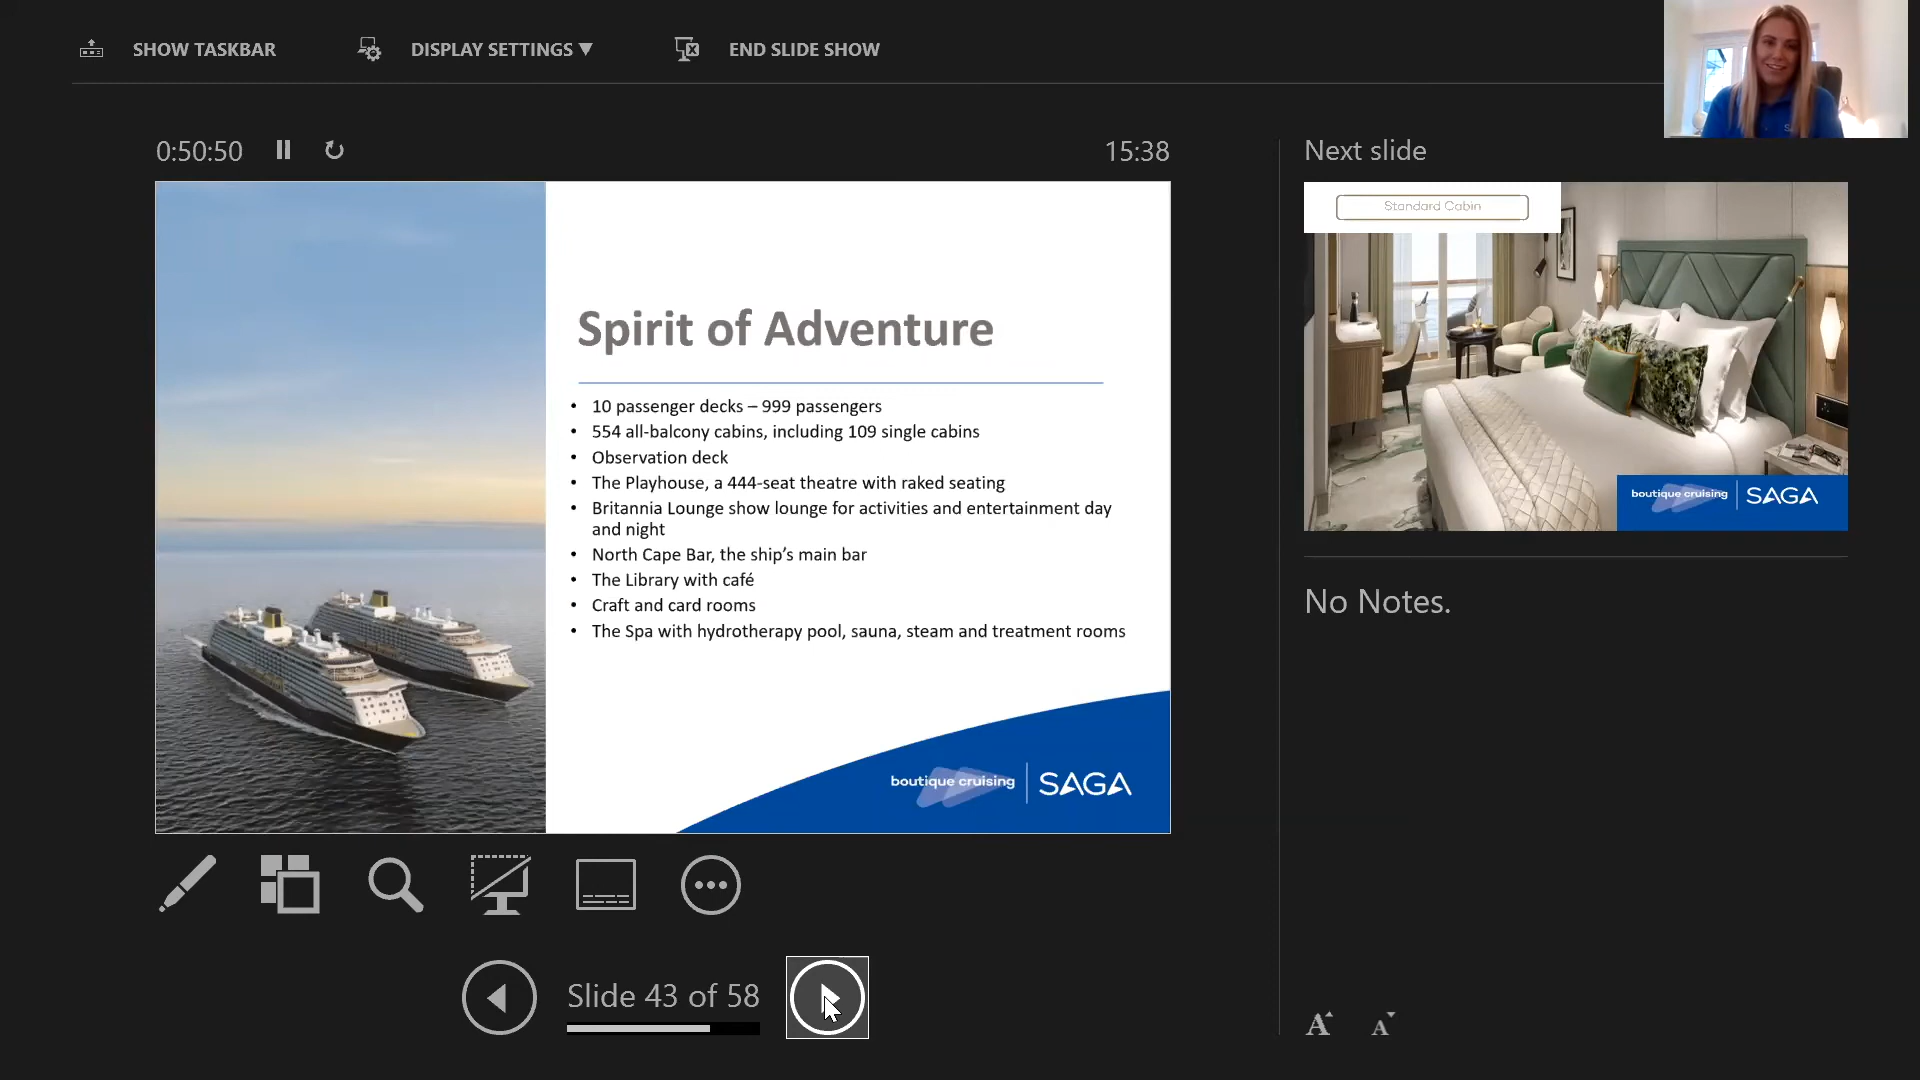 SHOW TASKBAR
DISPLAY SETTINGS ▼
END SLIDE SHOW
0:50:50
15:38
Spirit of Adventure
• 10 passenger decks – 999 passengers
• 554 all-balcony cabins, including 109 single cabins
• Observation deck
• The Playhouse, a 444-seat theatre with raked seating
• Britannia Lounge show lounge for activities and entertainment day
and night
• North Cape Bar, the ship's main bar
• The Library with café
• Craft and card rooms
• The Spa with hydrotherapy pool, sauna, steam and treatment rooms
boutique cruising SAGA
Slide 43 of 58
Next slide
Standard Cabin
boutique cruising SAGA
No Notes.
A A